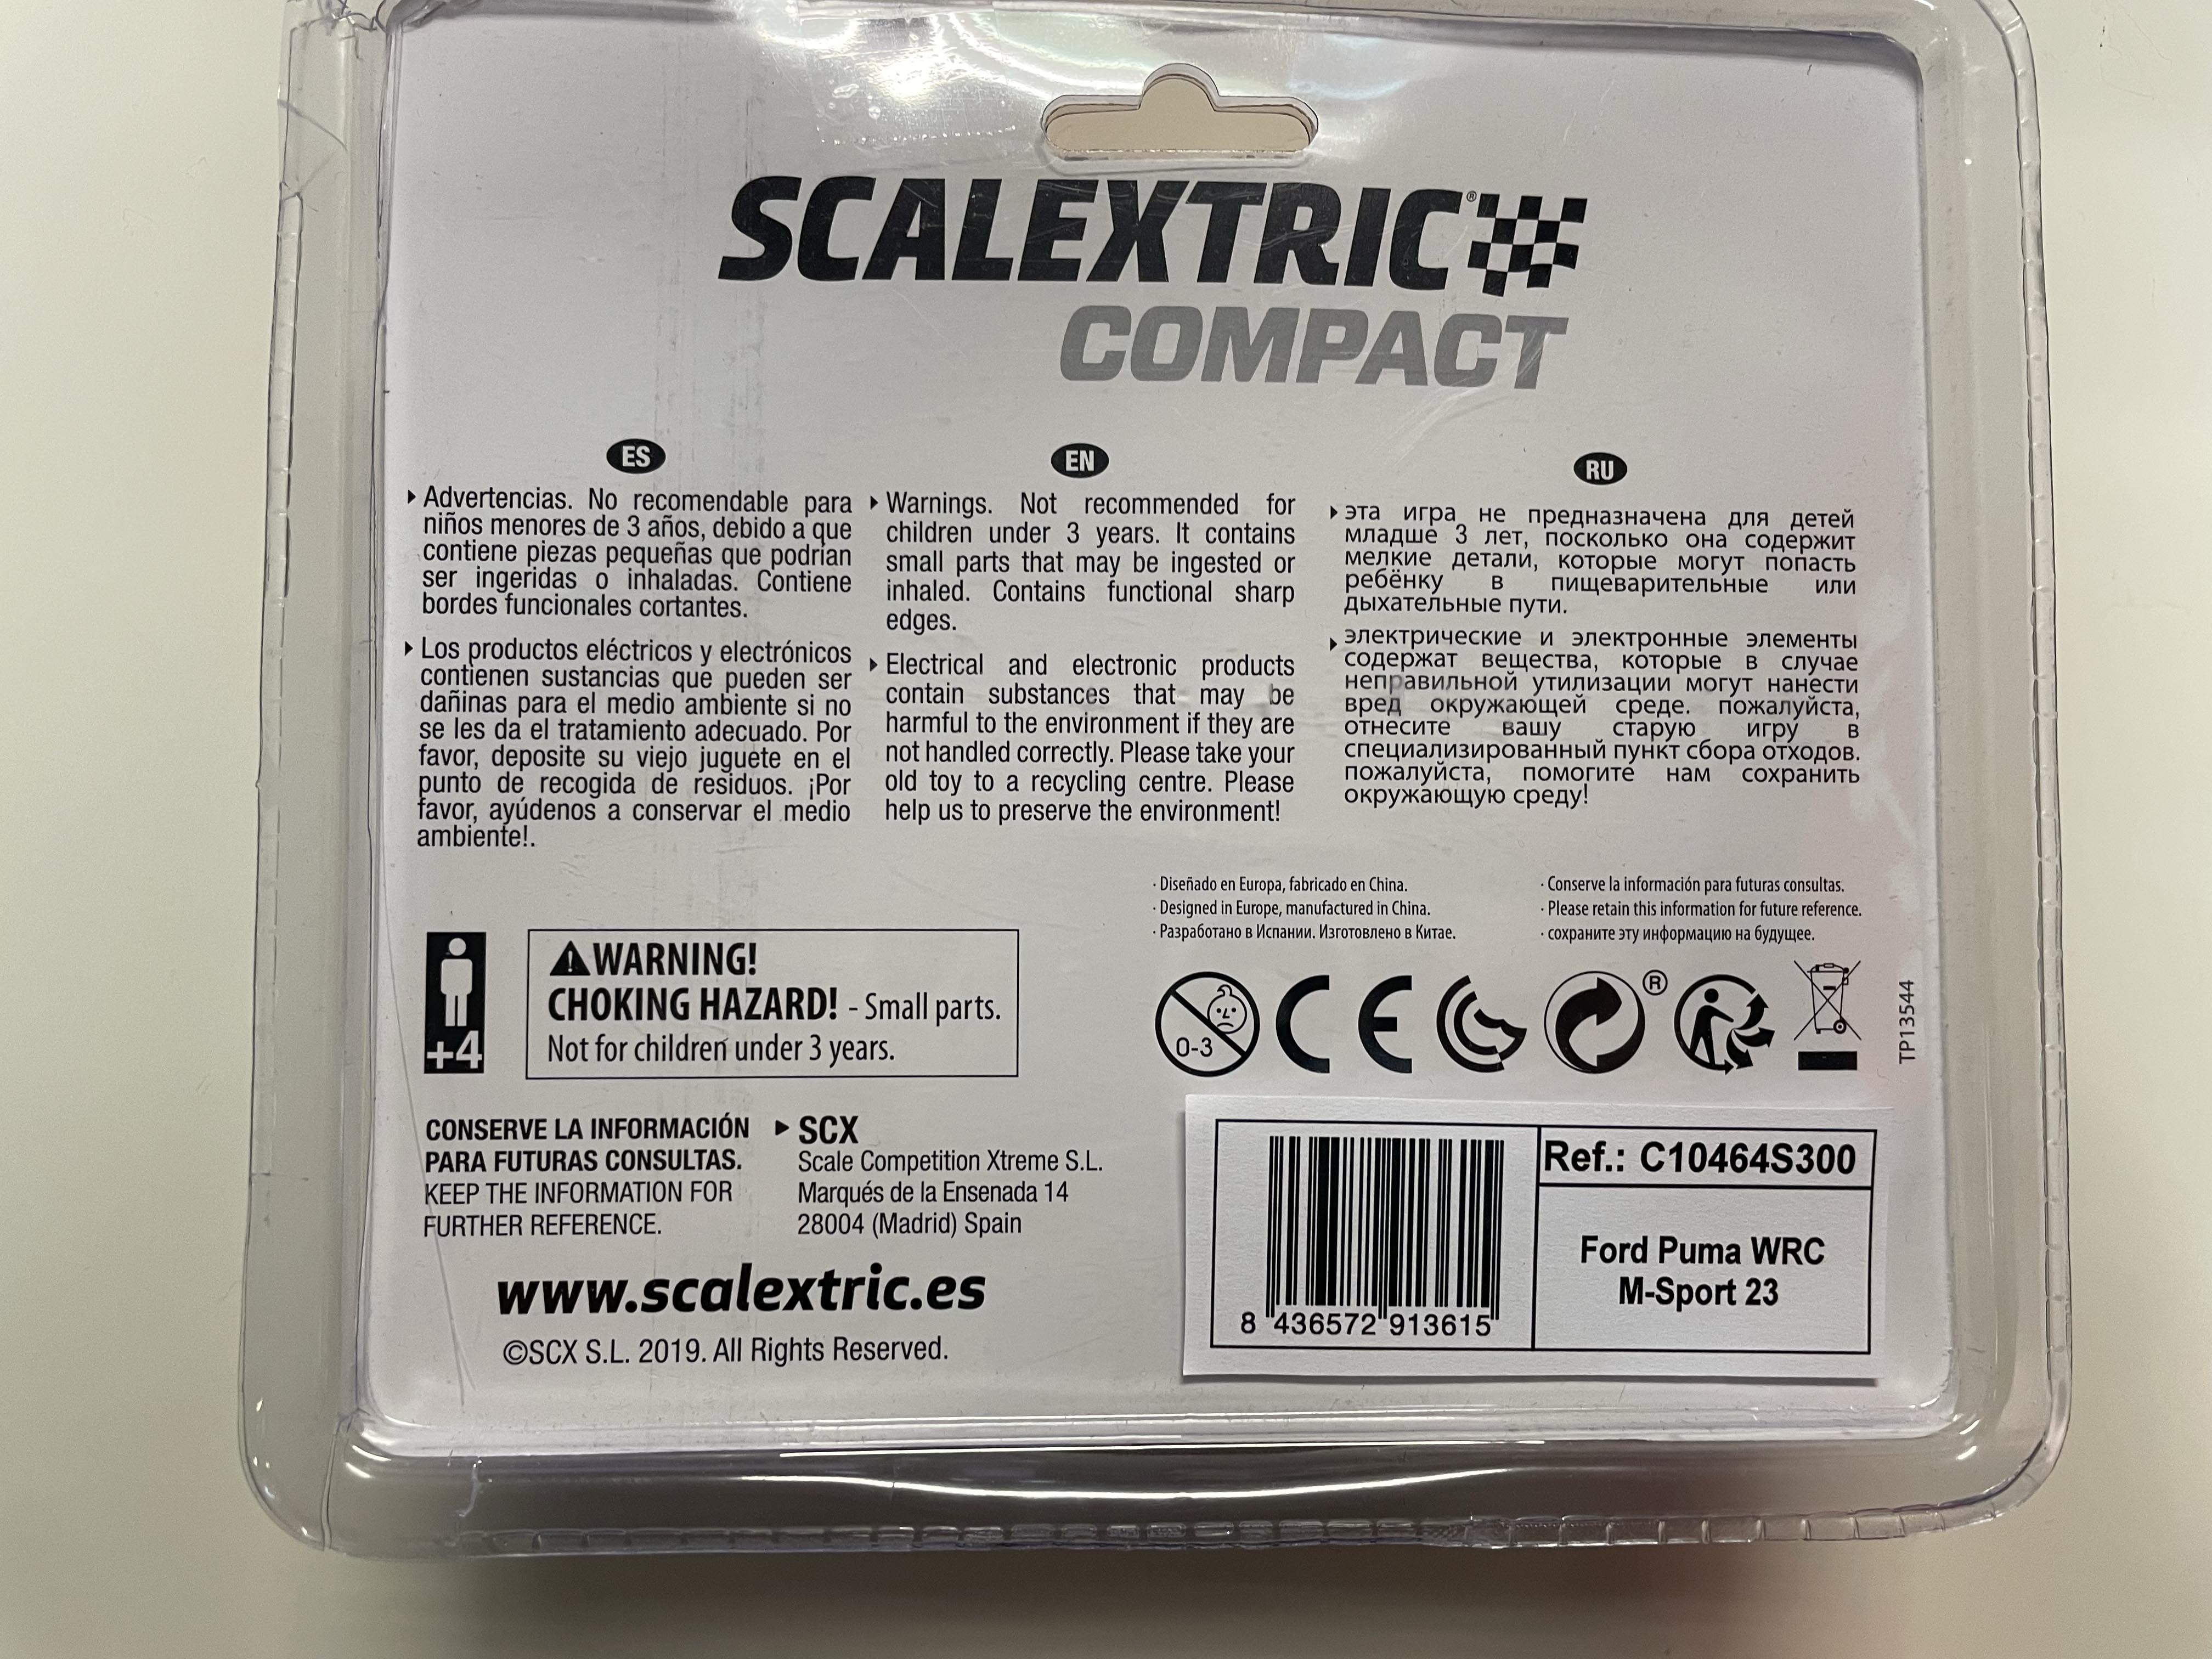 SCALEXTRIC®
COMPACT
ES
Advertencias. No recomendable para
niños menores de 3 años, debido a que
contiene piezas pequeñas que podrían
ser ingeridas o inhaladas. Contiene
bordes funcionales cortantes.
Los productos eléctricos y electrónicos
contienen sustancias que pueden ser
dañinas para el medio ambiente si no
se les da el tratamiento adecuado. Por
favor, deposite su viejo juguete en el
punto de recogida de residuos. ¡Por
favor, ayúdenos a conservar el medio
ambiente!.
EN
Warnings. Not recommended for
children under 3 years. It contains
small parts that may be ingested or
inhaled. Contains functional sharp
edges.
Electrical and electronic products
contain substances that may be
harmful to the environment if they are
not handled correctly. Please take your
old toy to a recycling centre. Please
help us to preserve the environment!
RU
эта игра не предназначена для детей
младше 3 лет, посколько она содержит
мелкие детали, которые могут попасть
ребёнку в пищеварительные или
дыхательные пути.
электрические и электронные элементы
содержат вещества, которые в случае
неправильной утилизации могут нанести
вред окружающей среде. пожалуйста,
отнесите вашу старую игру в
специализированный пункт сбора отходов.
пожалуйста, помогите нам сохранить
окружающую среду!
· Diseñado en Europa, fabricado en China.
· Designed in Europe, manufactured in China.
· Разработано в Испании. Изготовлено в Китае.
· Conserve la información para futuras consultas.
· Please retain this information for future reference.
· сохраните эту информацию на будущее.
+4
WARNING!
CHOKING HAZARD! - Small parts.
Not for children under 3 years.
0-3
CE
®
TP13544
CONSERVE LA INFORMACIÓN
PARA FUTURAS CONSULTAS.
KEEP THE INFORMATION FOR
FURTHER REFERENCE.
SCX
Scale Competition Xtreme S.L.
Marqués de la Ensenada 14
28004 (Madrid) Spain
www.scalextric.es
©SCX S.L. 2019. All Rights Reserved.
8 436572 913615
Ref.: C10464S300
Ford Puma WRC
M-Sport 23